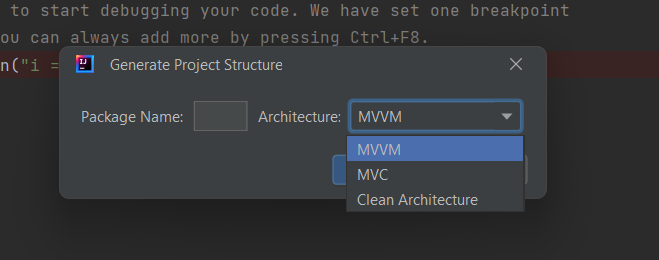 to start debugging your code. We have set one breakpoint
ou can always add more by pressing Ctrl+F8.
n("i =
IJ
Generate Project Structure
Package Name:
Architecture:
MVVM
MVVM
MVC
Clean Architecture